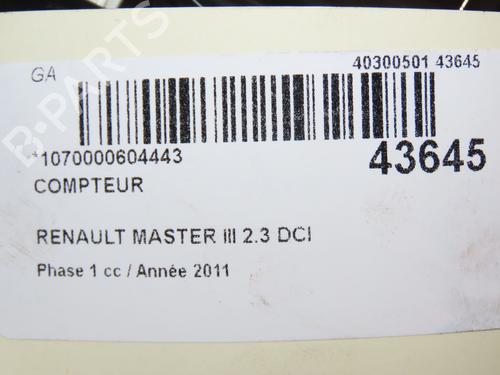 GA
40300501 43645
*1070000604443
43645
COMPTEUR
RENAULT MASTER III 2.3 DCI
Phase 1 cc / Année 2011
B-PARTS